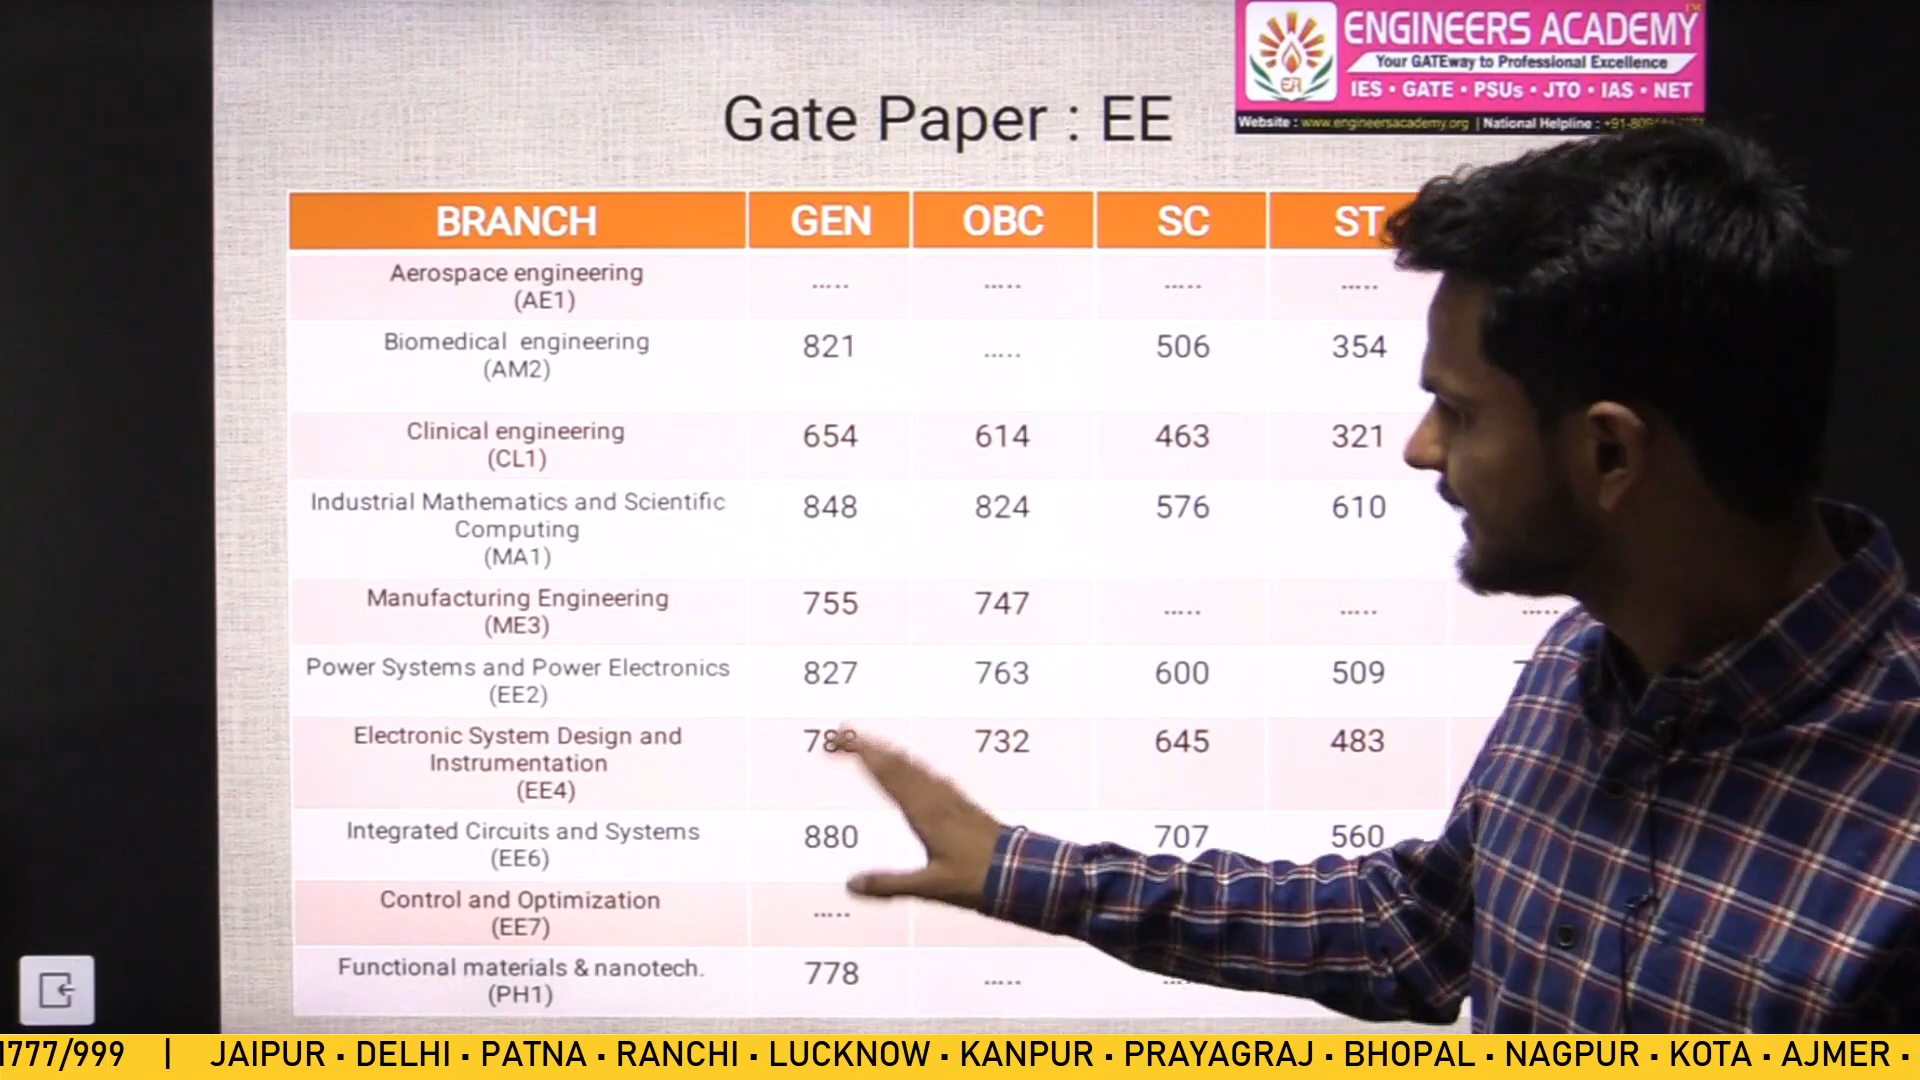 ENGINEERS ACADEMY
TM
Your GATEway to Professional Excellence
IES • GATE • PSUs • JTO • IAS • NET
Website : www.engineersacademy.org | National Helpline :
Gate Paper : EE
BRANCH GEN OBC SC ST
Aerospace engineering
(AE1) ..... ..... ..... .....
Biomedical engineering
(AM2) 821 ..... 506 354
Clinical engineering
(CL1) 654 614 463 321
Industrial Mathematics and Scientific
Computing
(MA1) 848 824 576 610
Manufacturing Engineering
(ME3) 755 747 ..... ..... .....
Power Systems and Power Electronics
(EE2) 827 763 600 509
Electronic System Design and
Instrumentation
(EE4) 732 645 483
Integrated Circuits and Systems
(EE6) 880 707 560
Control and Optimization
(EE7) .....
Functional materials & nanotech.
(PH1) 778 .....
1777/999 | JAIPUR • DELHI • PATNA • RANCHI • LUCKNOW • KANPUR • PRAYAGRAJ • BHOPAL • NAGPUR • KOTA • AJMER •